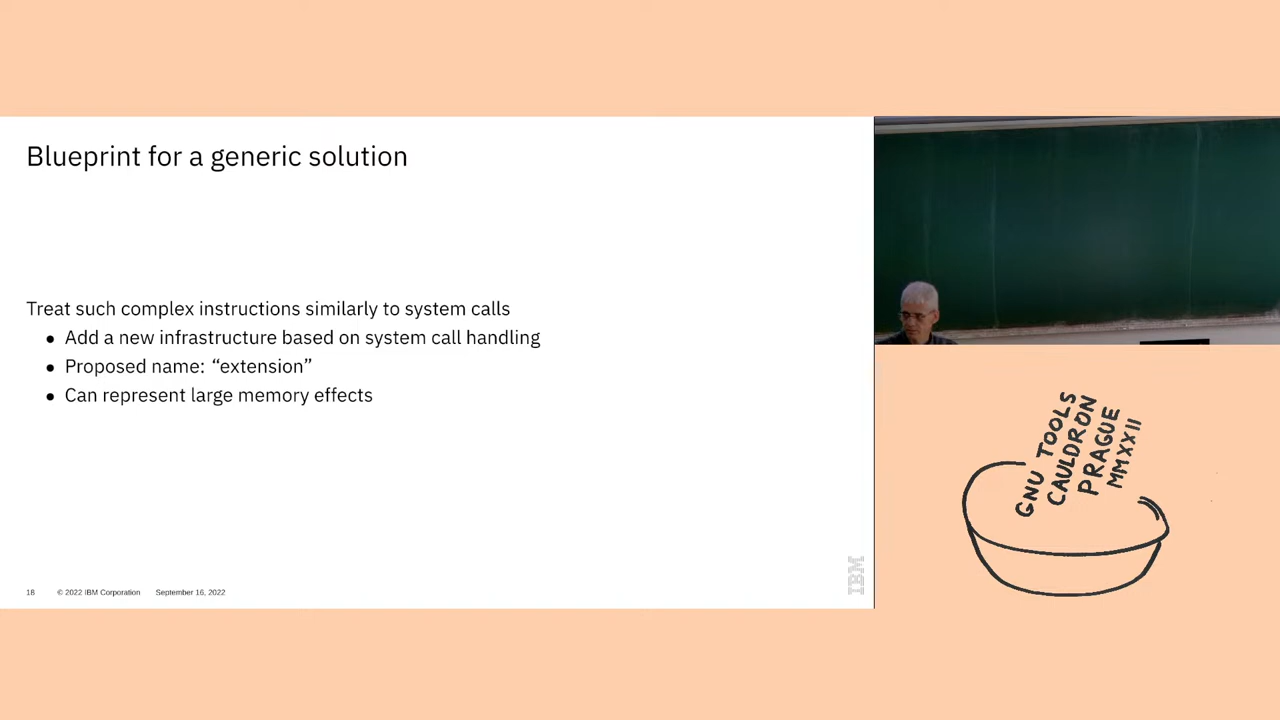 Blueprint for a generic solution
Treat such complex instructions similarly to system calls
● Add a new infrastructure based on system call handling
● Proposed name: “extension”
● Can represent large memory effects
18 © 2022 IBM Corporation September 16, 2022
IBM
GNU TOOLS
CAULDRON
PRAGUE
MMXXII